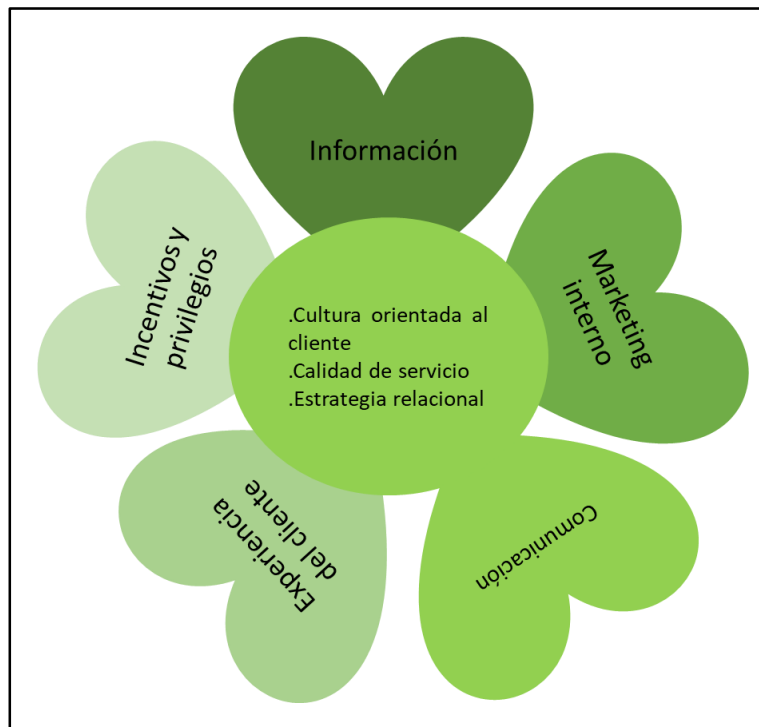 Información
Marketing
interno
Comunicación
Experiencia
del cliente
Incentivos y
privilegios
.Cultura orientada al
cliente
.Calidad de servicio
.Estrategia relacional